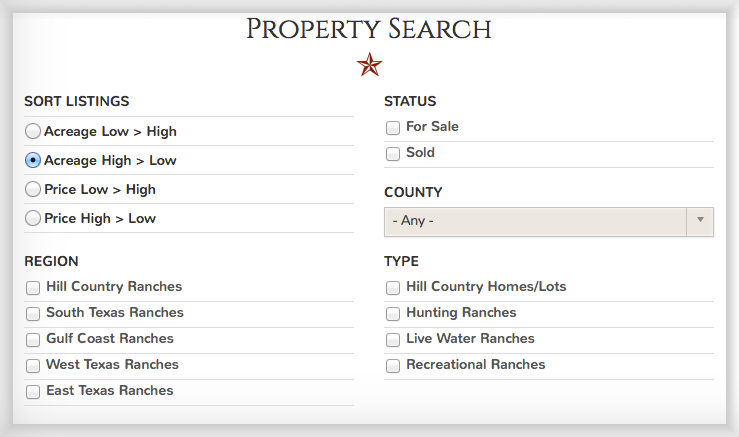 Property Search
SORT LISTINGS
Acreage Low > High
Acreage High > Low
Price Low > High
Price High > Low
STATUS
For Sale
Sold
COUNTY
- Any -
REGION
Hill Country Ranches
South Texas Ranches
Gulf Coast Ranches
West Texas Ranches
East Texas Ranches
TYPE
Hill Country Homes/Lots
Hunting Ranches
Live Water Ranches
Recreational Ranches